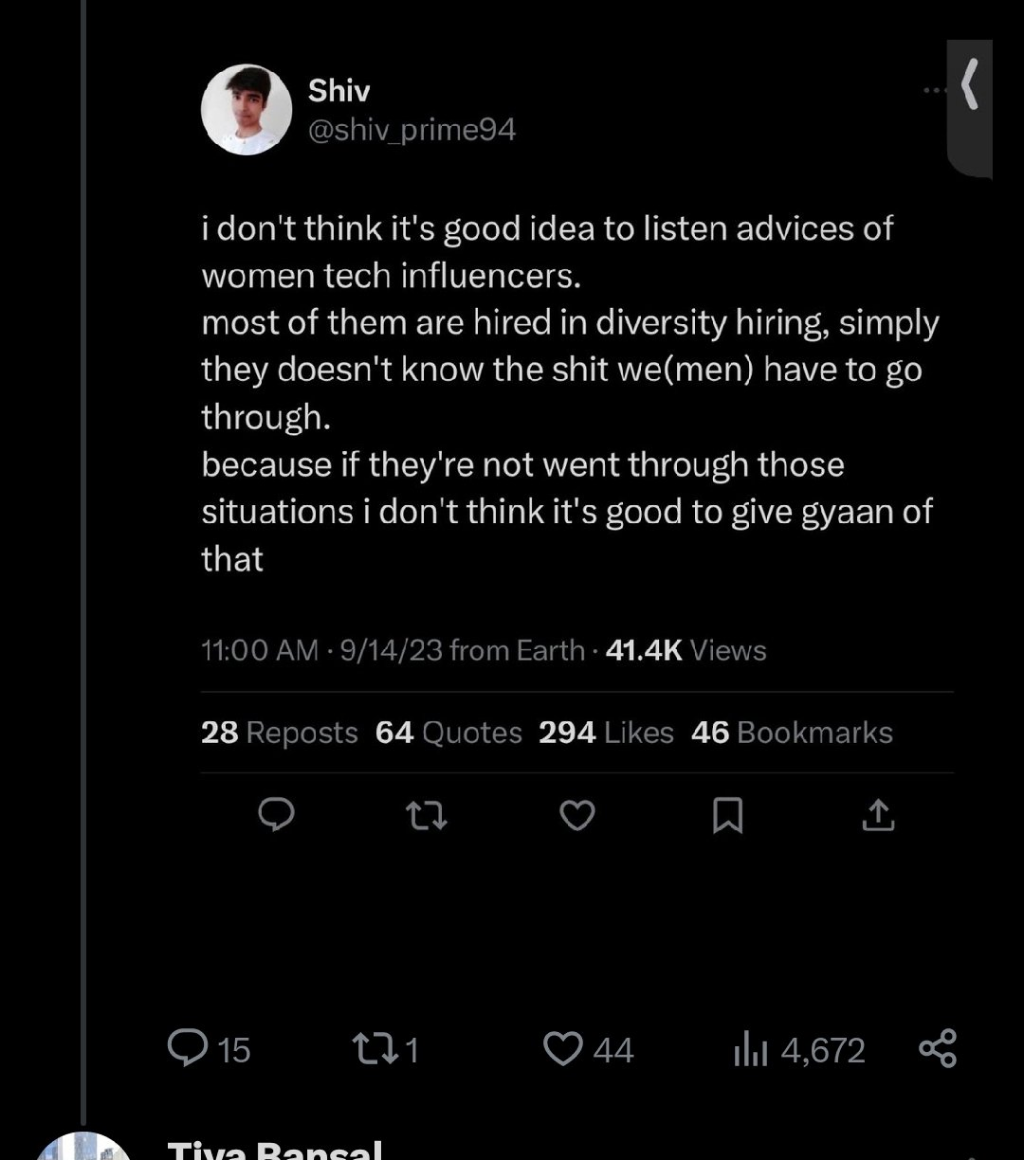 Shiv
@shiv_prime94
i don't think it's good idea to listen advices of
women tech influencers.
most of them are hired in diversity hiring, simply
they doesn't know the shit we(men) have to go
through.
because if they're not went through those
situations i don't think it's good to give gyaan of
that
11:00 AM · 9/14/23 from Earth · 41.4K Views
28 Reposts 64 Quotes 294 Likes 46 Bookmarks
15 1 44 4,672
Tiya Bansal